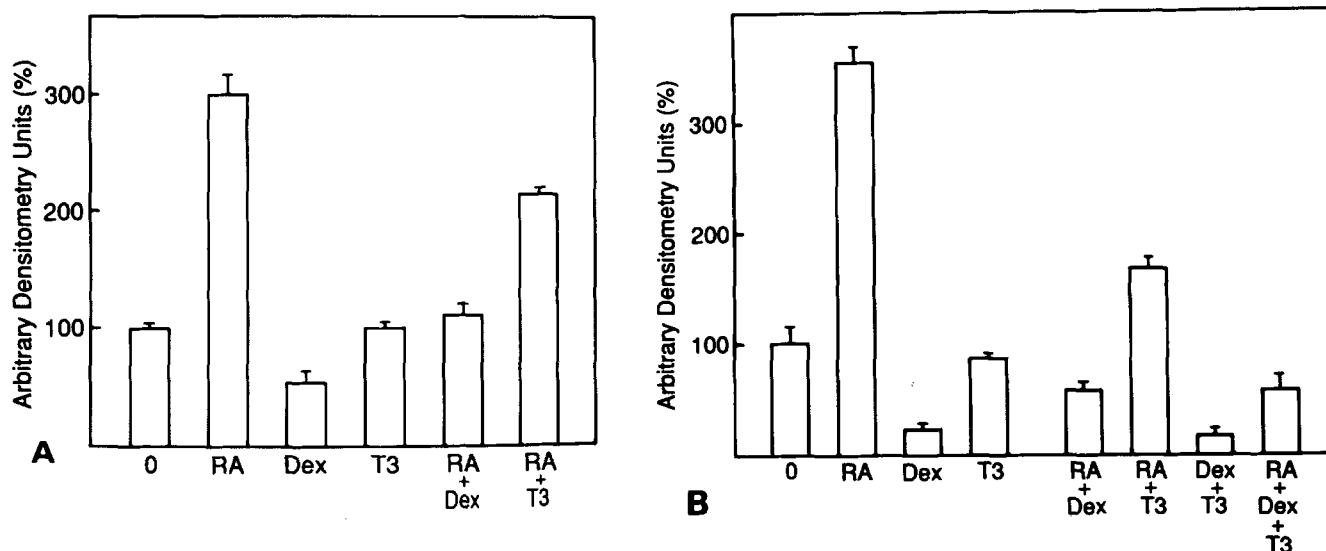 Arbitrary Densitometry Units (%)
300
200
100
0
RA
Dex
T3
RA
+
Dex
RA
+
T3
A
Arbitrary Densitometry Units (%)
300
200
100
0
RA
Dex
T3
RA
+
Dex
RA
+
T3
Dex
+
T3
RA
+
Dex
+
T3
B